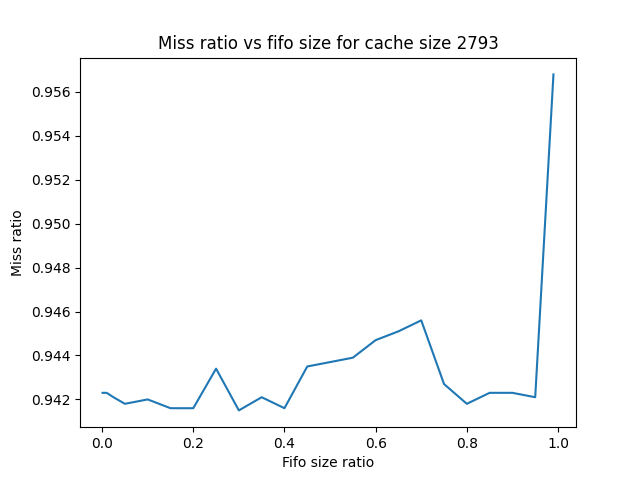 Miss ratio vs fifo size for cache size 2793
0.956
0.954
0.952
0.950
0.948
0.946
0.944
0.942
Miss ratio
0.0 0.2 0.4 0.6 0.8 1.0
Fifo size ratio